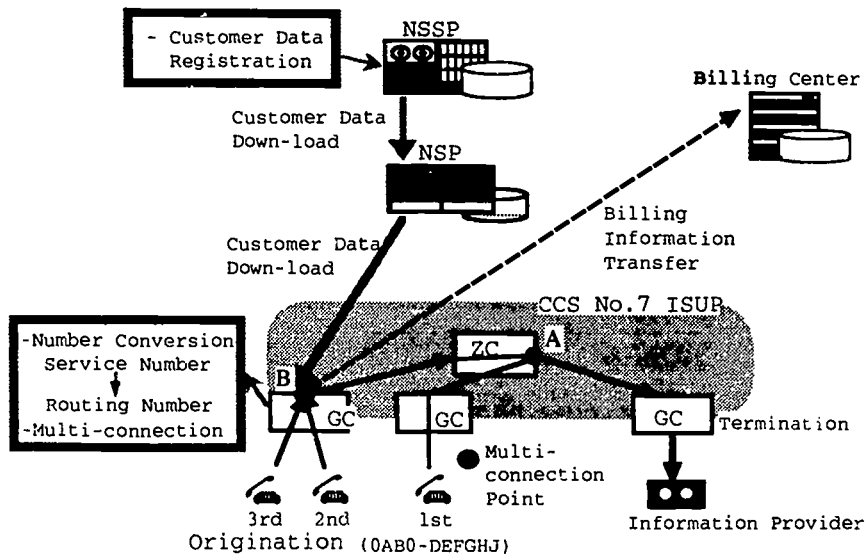 NSSP
- Customer Data
Registration
Billing Center
Customer Data
Down-load
NSP
Billing
Information
Transfer
Customer Data
Down-load
CCS No.7 ISUP
-Number Conversion
Service Number
Routing Number
-Multi-connection
B
ZC
A
GC
GC
GC
Termination
Multi-
connection
Point
3rd
2nd
1st
Information Provider
Origination (0AB0-DEFGHJ)